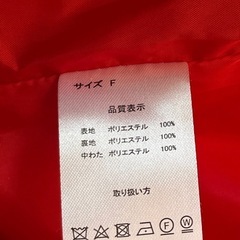 サイズ F
品質表示
表地 ポリエステル 100%
裏地 ポリエステル 100%
中わた ポリエステル 100%
取り扱い方